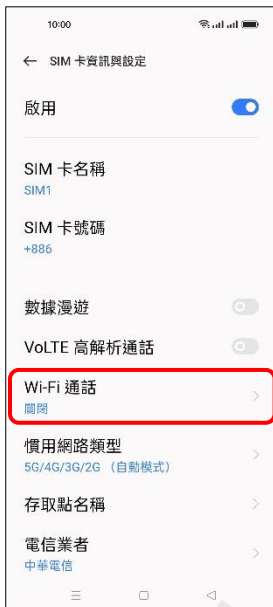 10:00
← SIM 卡資訊與設定
啟用
SIM 卡名稱
SIM1
SIM 卡號碼
+886
數據漫遊
VoLTE 高解析通話
Wi-Fi 通話
關閉
慣用網路類型
5G/4G/3G/2G （自動模式）
存取點名稱
電信業者
中華電信